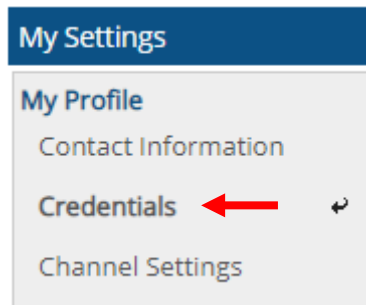 My Settings
My Profile
Contact Information
Credentials
Channel Settings